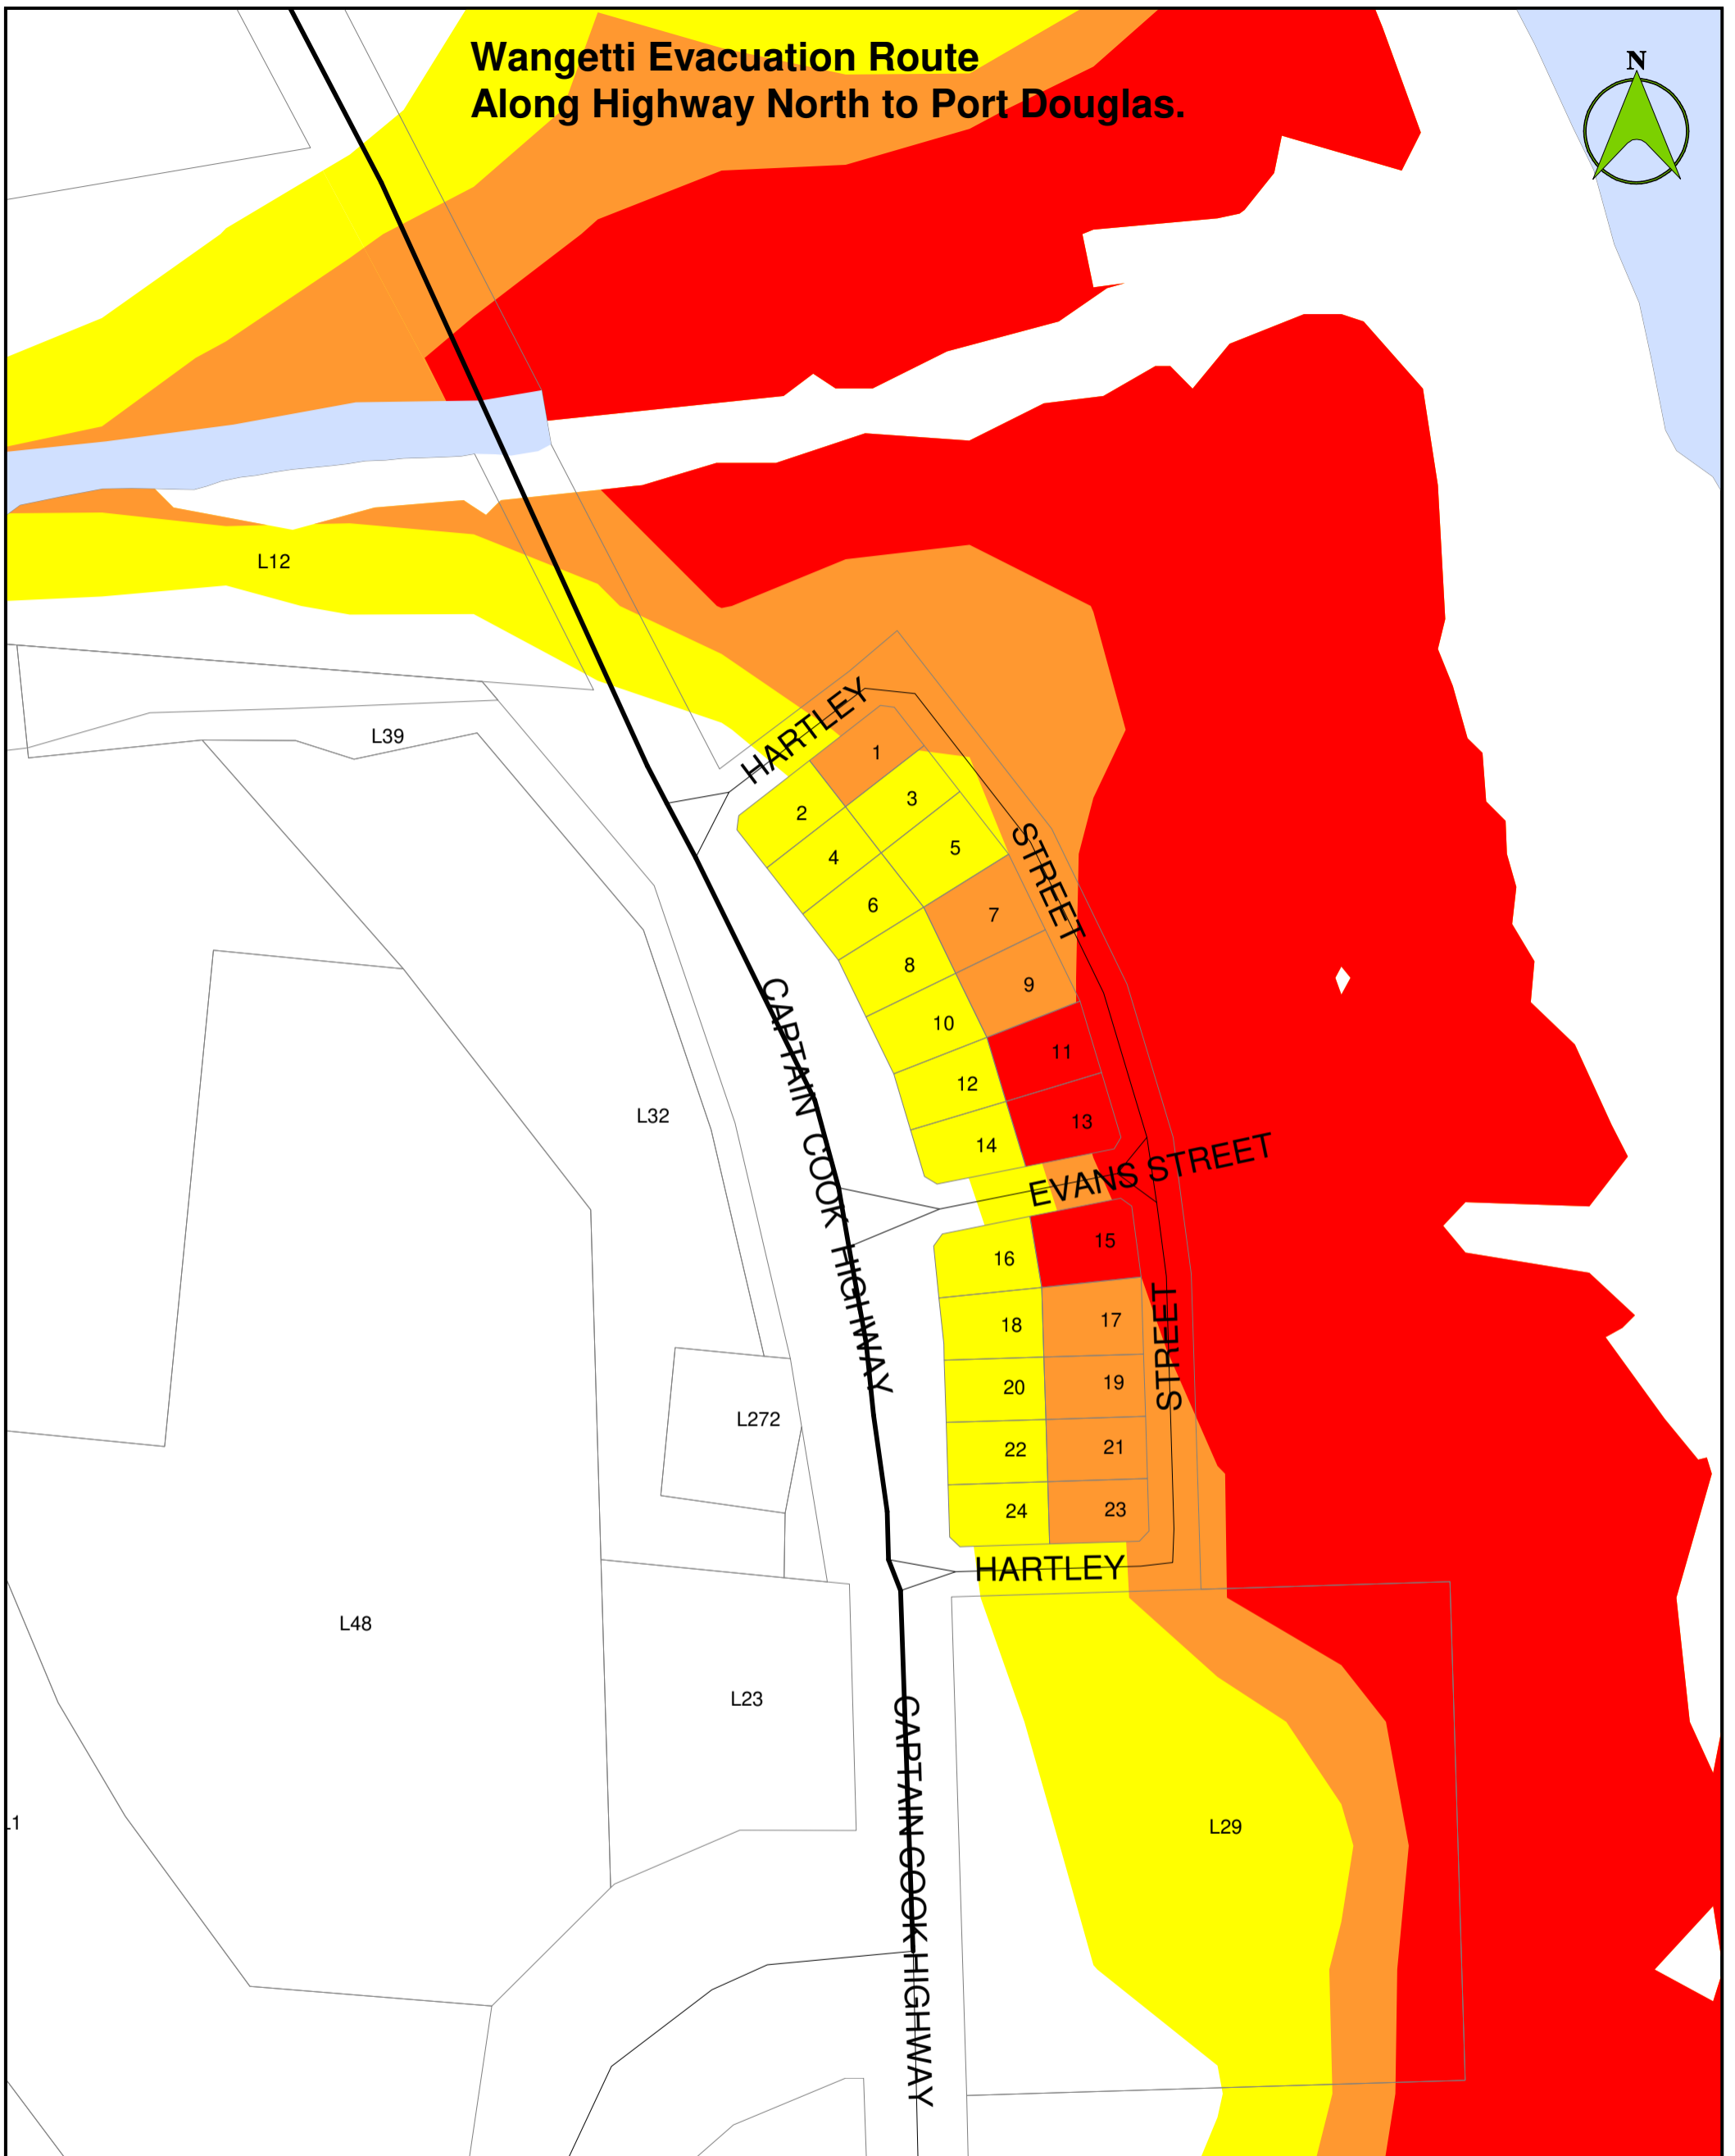 Wangetti Evacuation Route
Along Highway North to Port Douglas.
N
L12
L39
HARTLEY
1
2
3
4
5
STREET
6
7
8
9
10
11
12
13
14
CAPTAIN COOK HIGHWAY
L32
EVANS STREET
15
16
17
18
STREET
19
20
L272
21
22
23
24
HARTLEY
L48
L23
CAPTAIN COOK HIGHWAY
L29
L1